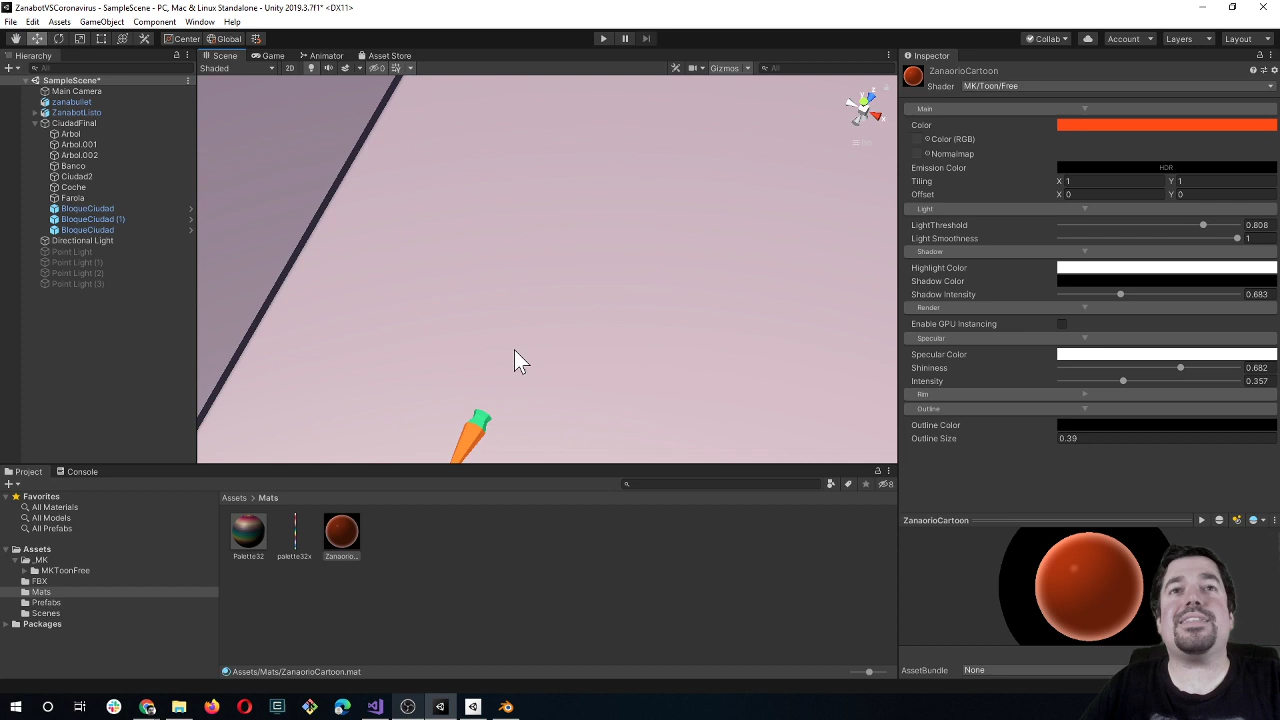 ZanabotVSCoronavirus - SampleScene - PC, Mac & Linux Standalone - Unity 2019.3.7f1* <DX11>
File Edit Assets GameObject Component Window Help
Center Global Collab Account Layers Layout
Hierarchy Scene Game Animator Asset Store Inspector
All Shaded 2D 0 Gizmos All
ZanaorioCartoon
Shader MK/Toon/Free
SampleScene*
Main Camera
zanabullet
ZanabotListo
CiudadFinal
Arbol
Arbol.001
Arbol.002
Banco
Ciudad2
Coche
Farola
BloqueCiudad
BloqueCiudad (1)
BloqueCiudad
Directional Light
Point Light
Point Light (1)
Point Light (2)
Point Light (3)
y z x
Main
Color
Color (RGB)
Normalmap
Emission Color HDR
Tiling X 1 Y 1
Offset X 0 Y 0
Light
LightThreshold 0.808
Light Smoothness 1
Shadow
Highlight Color
Shadow Color
Shadow Intensity 0.683
Render
Enable GPU Instancing
Specular
Specular Color
Shininess 0.682
Intensity 0.357
Rim
Outline
Outline Color
Outline Size 0.39
Project Console
8
Favorites
All Materials
All Models
All Prefabs
Assets
_MK
MKToonFree
FBX
Mats
Prefabs
Scenes
Packages
Assets > Mats
Palette32 palette32x Zanaorio...
Assets/Mats/ZanaorioCartoon.mat
ZanaorioCartoon
AssetBundle None